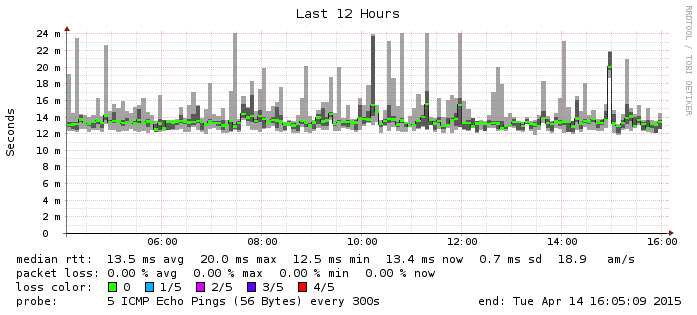 Last 12 Hours
RRDTOOL / TOBI OETIKER
Seconds
24 m
22 m
20 m
18 m
16 m
14 m
12 m
10 m
8 m
6 m
4 m
2 m
0
06:00 08:00 10:00 12:00 14:00 16:00
median rtt: 13.5 ms avg 20.0 ms max 12.5 ms min 13.4 ms now 0.7 ms sd 18.9 am/s
packet loss: 0.00 % avg 0.00 % max 0.00 % min 0.00 % now
loss color: 0 1/5 2/5 3/5 4/5
probe: 5 ICMP Echo Pings (56 Bytes) every 300s end: Tue Apr 14 16:05:09 2015